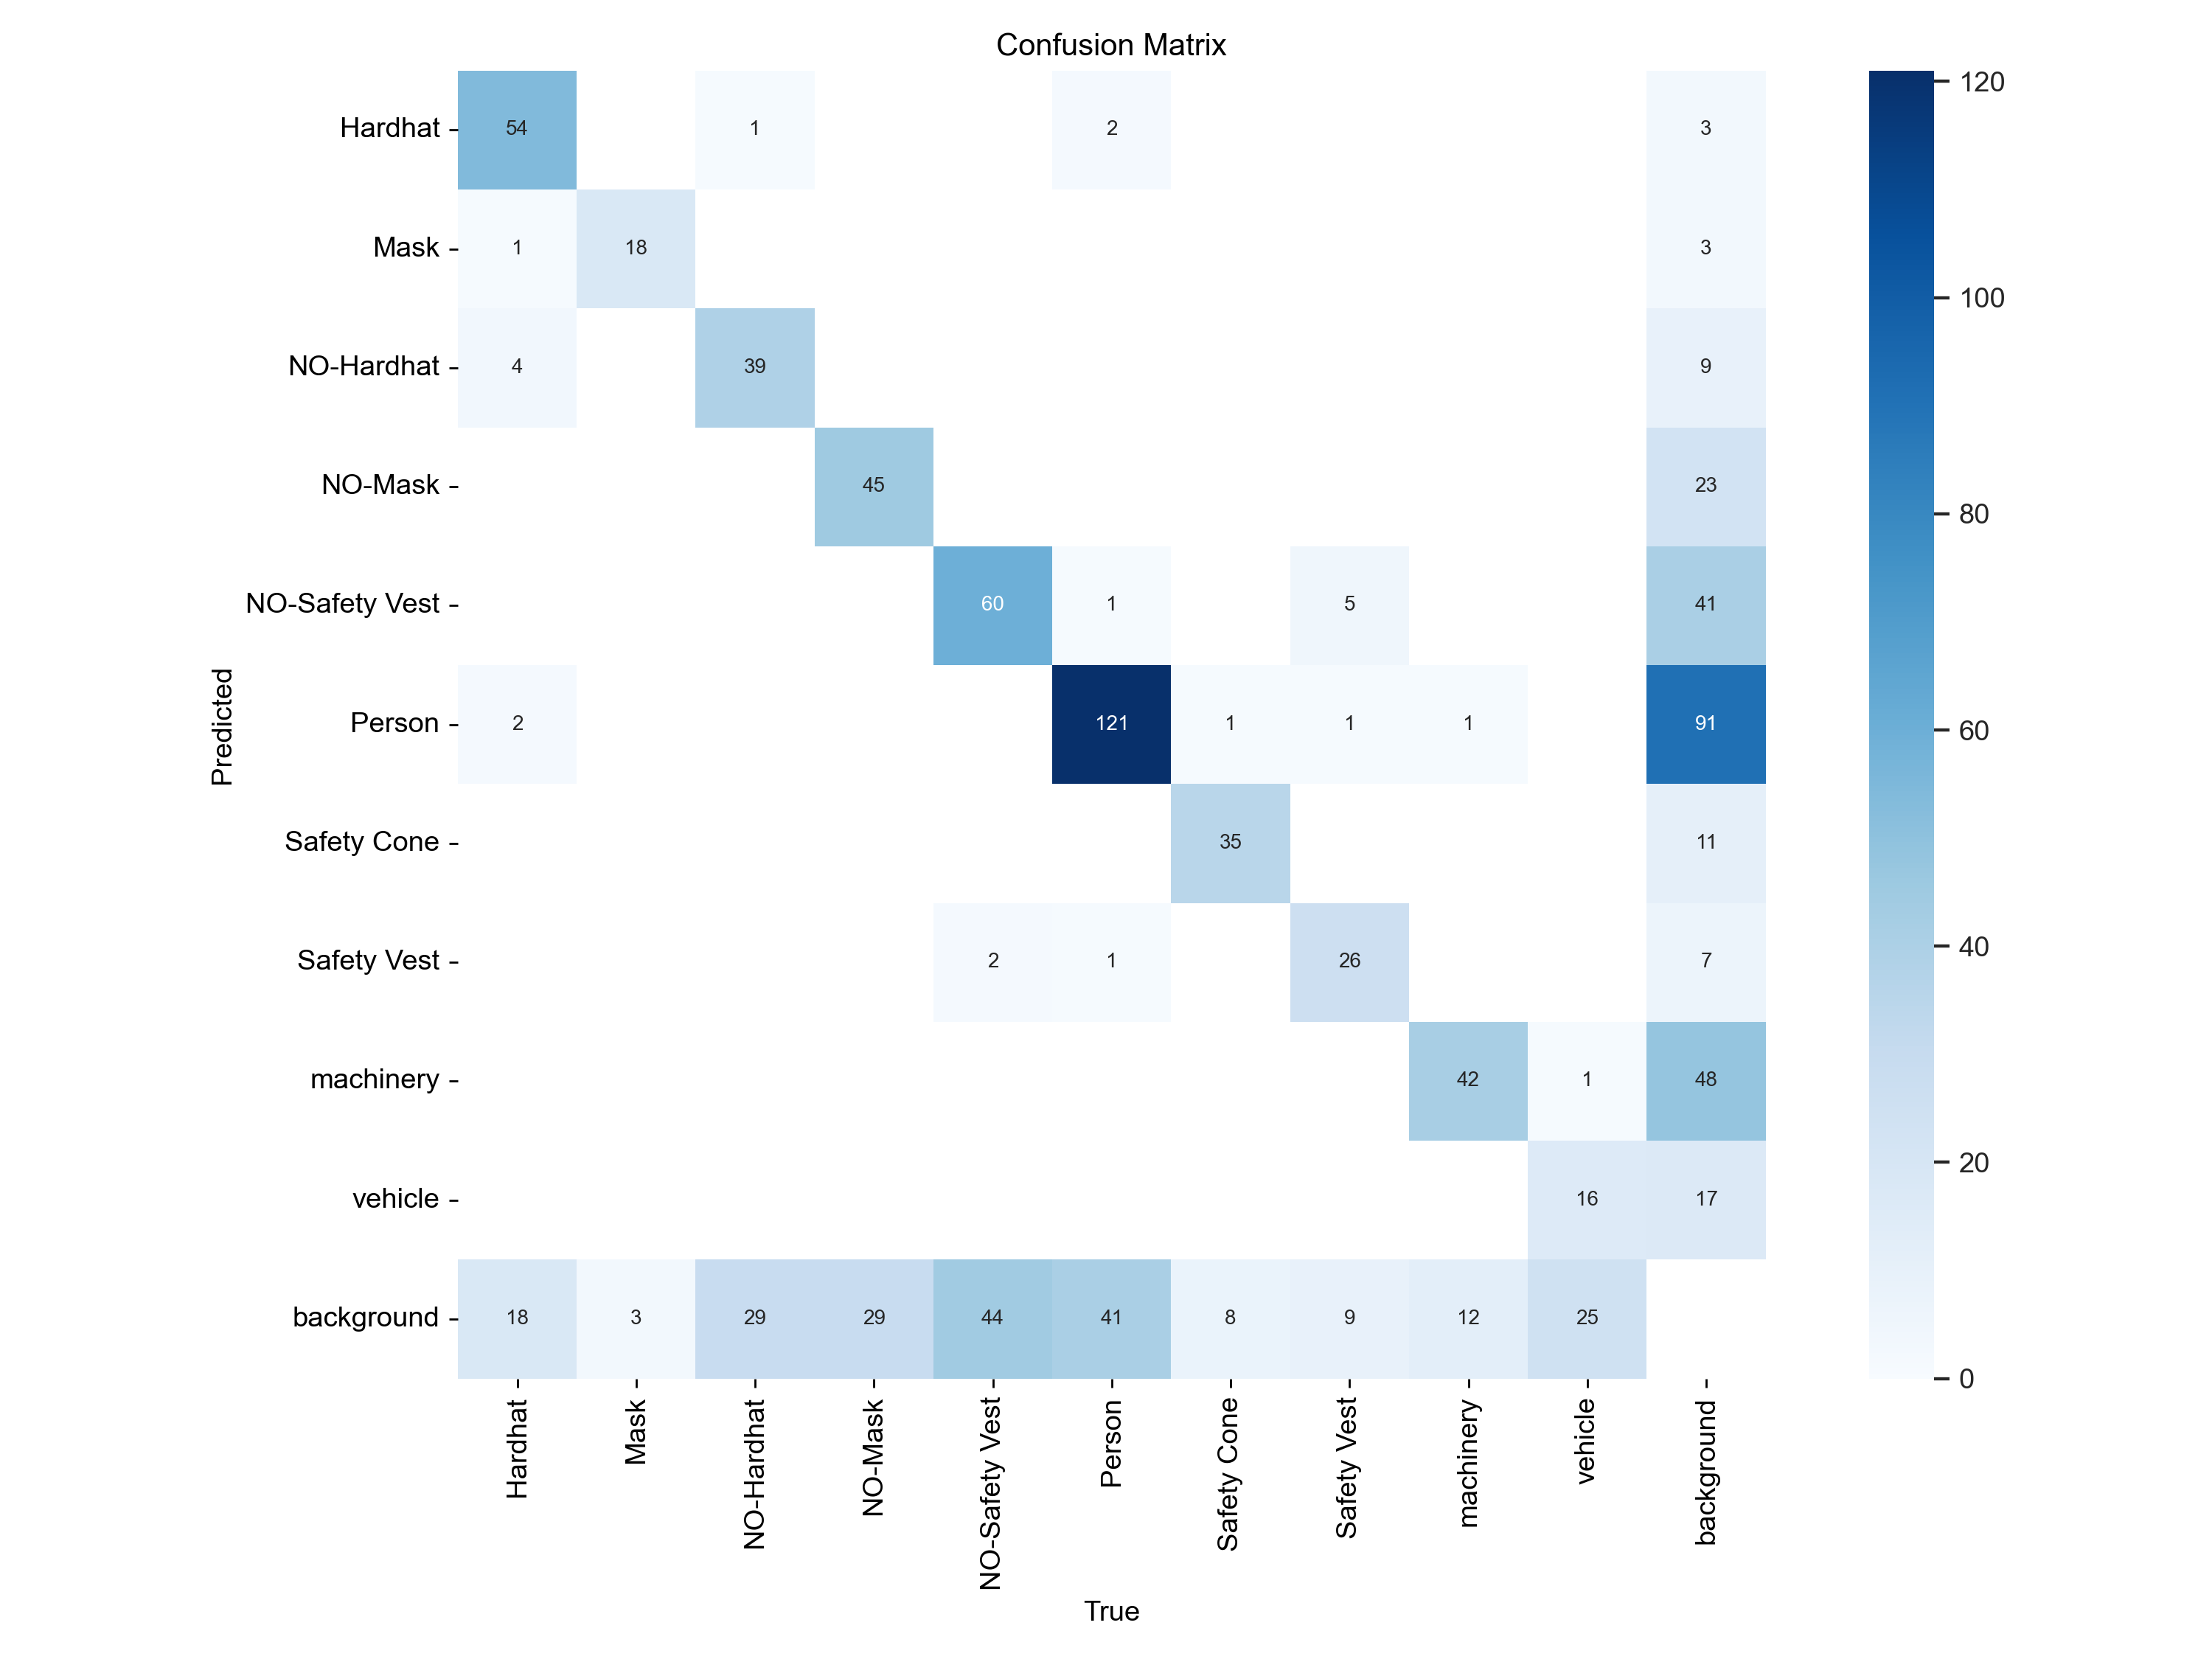 Confusion Matrix
Hardhat 54 1 2 3
Mask 1 18 3
NO-Hardhat 4 39 9
NO-Mask 45 23
NO-Safety Vest 60 1 5 41
Person 2 121 1 1 1 91
Safety Cone 35 11
Safety Vest 2 1 26 7
machinery 42 1 48
vehicle 16 17
background 18 3 29 29 44 41 8 9 12 25
Predicted
Hardhat
Mask
NO-Hardhat
NO-Mask
NO-Safety Vest
Person
Safety Cone
Safety Vest
machinery
vehicle
background
True
120
100
80
60
40
20
0